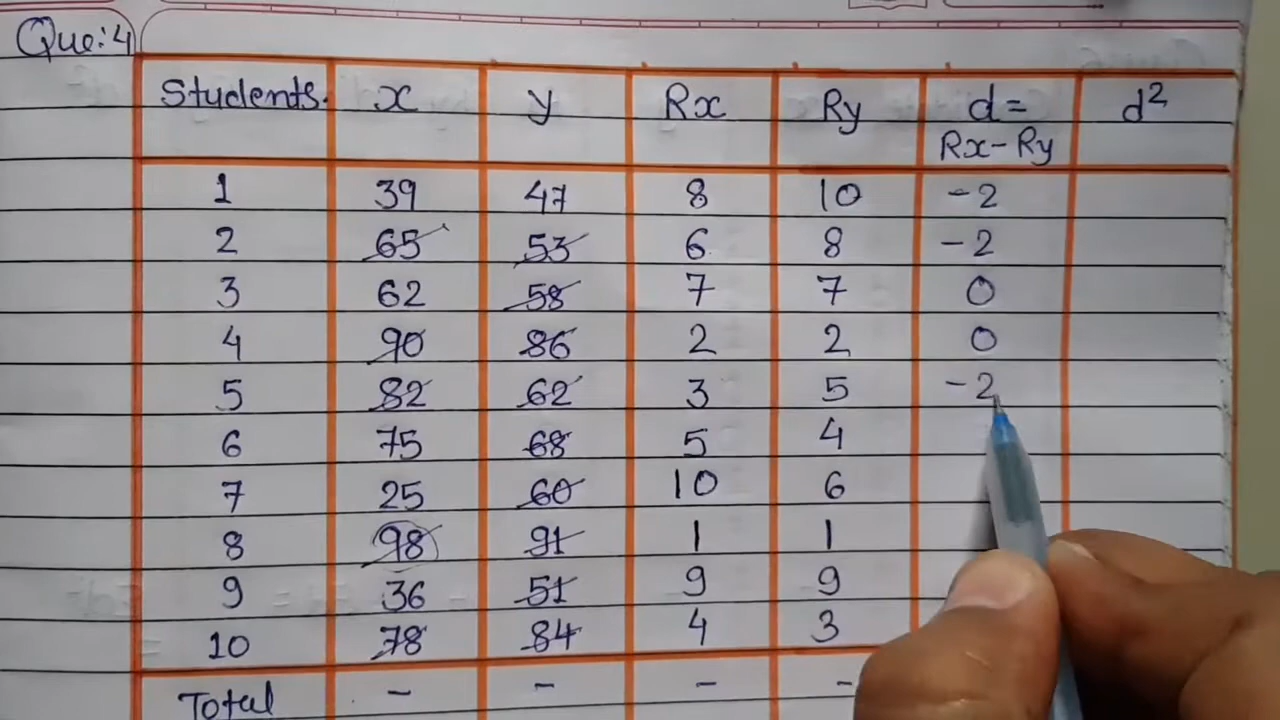 Que:4
Students. x y Rx Ry d= d²
Rx-Ry
1 39 47 8 10 -2
2 65 53 6 8 -2
3 62 58 7 7 0
4 90 86 2 2 0
5 82 62 3 5 -2
6 75 68 5 4
7 25 60 10 6
8 98 91 1 1
9 36 51 9 9
10 78 84 4 3
Total - - - -